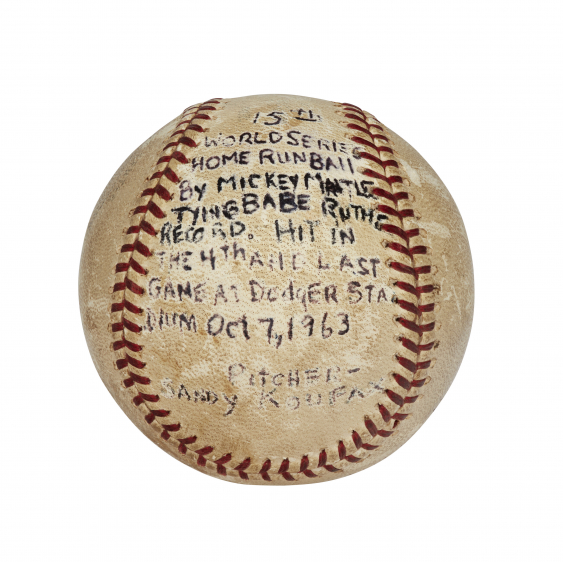 15th
WORLD SERIES
HOME RUN BALL
By MICKEY MANTLE
TYING BABE RUTHS
RECORD. HIT IN
THE 4th AND LAST
GAME AT DODGER STA
DIUM Oct 7, 1963
PITCHER-
SANDY KOUFAX